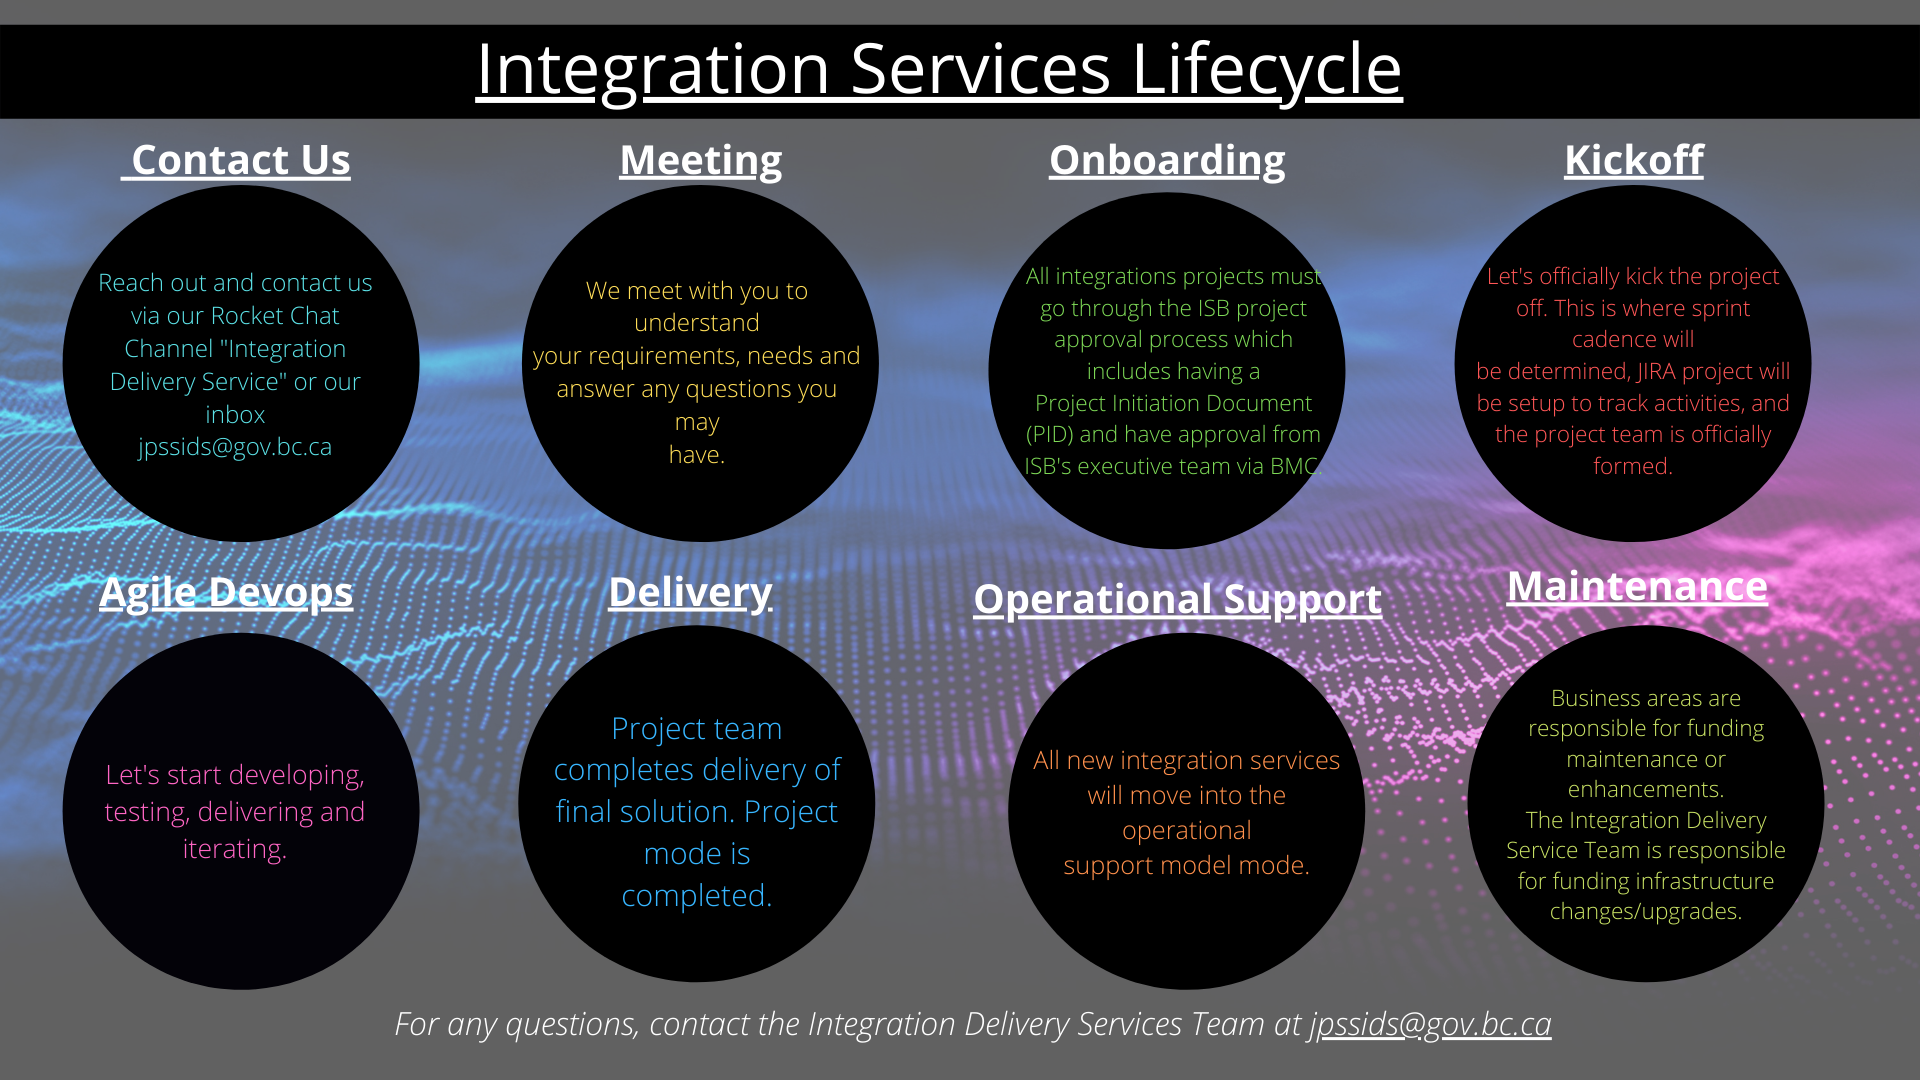 Integration Services Lifecycle
Contact Us
Reach out and contact us
via our Rocket Chat
Channel "Integration
Delivery Service" or our
inbox
jpssids@gov.bc.ca
Meeting
We meet with you to
understand
your requirements, needs and
answer any questions you
may
have.
Onboarding
All integrations projects must
go through the ISB project
approval process which
includes having a
Project Initiation Document
(PID) and have approval from
ISB's executive team via BMC.
Kickoff
Let's officially kick the project
off. This is where sprint
cadence will
be determined, JIRA project will
be setup to track activities, and
the project team is officially
formed.
Agile Devops
Let's start developing,
testing, delivering and
iterating.
Delivery
Project team
completes delivery of
final solution. Project
mode is
completed.
Operational Support
All new integration services
will move into the
operational
support model mode.
Maintenance
Business areas are
responsible for funding
maintenance or
enhancements.
The Integration Delivery
Service Team is responsible
for funding infrastructure
changes/upgrades.
For any questions, contact the Integration Delivery Services Team at jpssids@gov.bc.ca